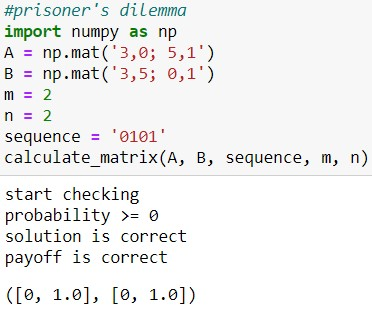 #prisoner's dilemma
import numpy as np
A = np.mat('3,0; 5,1')
B = np.mat('3,5; 0,1')
m = 2
n = 2
sequence = '0101'
calculate_matrix(A, B, sequence, m, n)
start checking
probability >= 0
solution is correct
payoff is correct
([0, 1.0], [0, 1.0])